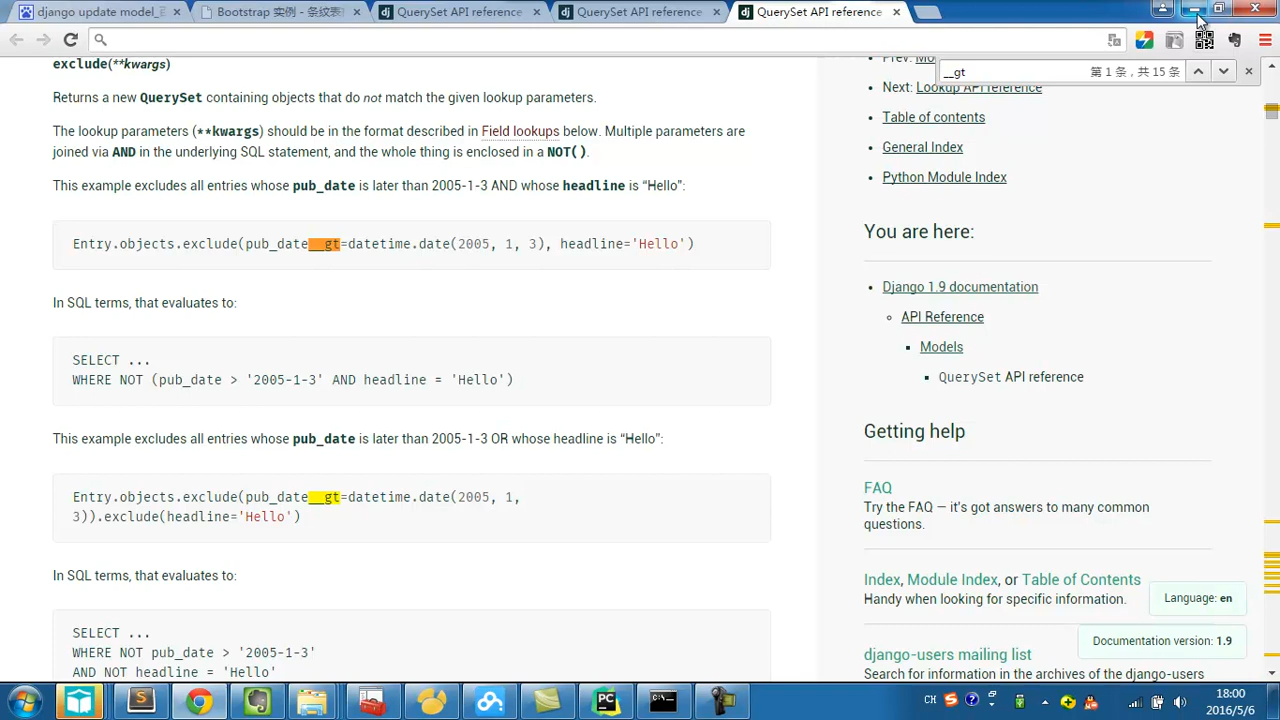 django update model_百
Bootstrap 实例 - 条纹表
QuerySet API reference
QuerySet API reference
QuerySet API reference
__gt
第 1 条，共 15 条
exclude(**kwargs)
Returns a new QuerySet containing objects that do not match the given lookup parameters.
The lookup parameters (**kwargs) should be in the format described in Field lookups below. Multiple parameters are
joined via AND in the underlying SQL statement, and the whole thing is enclosed in a NOT().
This example excludes all entries whose pub_date is later than 2005-1-3 AND whose headline is “Hello”:
Entry.objects.exclude(pub_date__gt=datetime.date(2005, 1, 3), headline='Hello')
In SQL terms, that evaluates to:
SELECT ...
WHERE NOT (pub_date > '2005-1-3' AND headline = 'Hello')
This example excludes all entries whose pub_date is later than 2005-1-3 OR whose headline is “Hello”:
Entry.objects.exclude(pub_date__gt=datetime.date(2005, 1,
3)).exclude(headline='Hello')
In SQL terms, that evaluates to:
SELECT ...
WHERE NOT pub_date > '2005-1-3'
AND NOT headline = 'Hello'
Prev: Mo
Next: Lookup API reference
Table of contents
General Index
Python Module Index
You are here:
Django 1.9 documentation
API Reference
Models
QuerySet API reference
Getting help
FAQ
Try the FAQ — it's got answers to many common
questions.
Index, Module Index, or Table of Contents
Handy when looking for specific information.
Language: en
Documentation version: 1.9
django-users mailing list
Search for information in the archives of the django-users
CH
18:00
2016/5/6